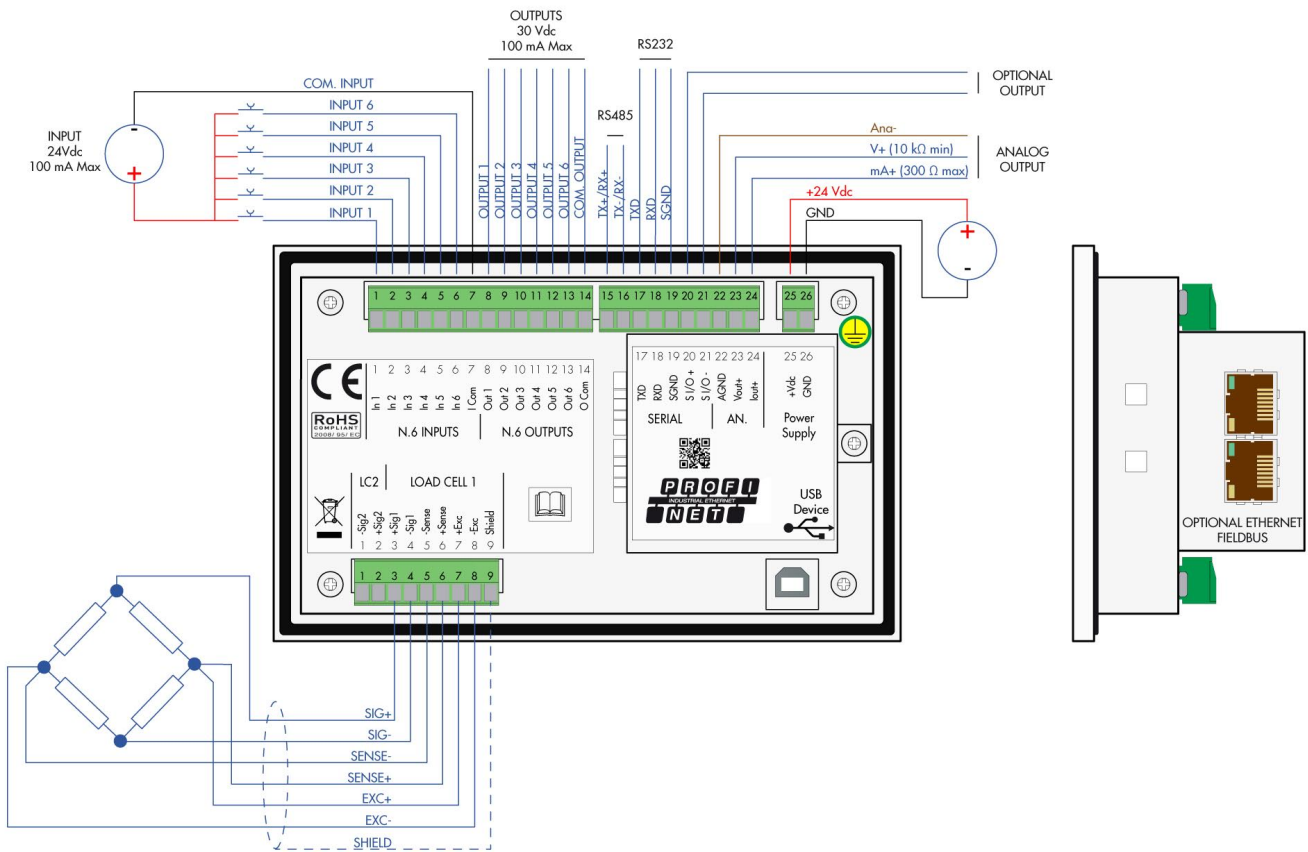 OUTPUTS
30 Vdc
100 mA Max
RS232
COM. INPUT
INPUT 6
INPUT 5
INPUT 4
INPUT 3
INPUT 2
INPUT 1
INPUT
24Vdc
100 mA Max
-
+
OUTPUT 1
OUTPUT 2
OUTPUT 3
OUTPUT 4
OUTPUT 5
OUTPUT 6
COM. OUTPUT
RS485
TX+/RX+
TX-/RX-
TXD
RXD
SGND
OPTIONAL
OUTPUT
Ana-
V+ (10 kΩ min)
mA+ (300 Ω max)
ANALOG
OUTPUT
+24 Vdc
GND
+
-
1 2 3 4 5 6 7 8 9 10 11 12 13 14
15 16 17 18 19 20 21 22 23 24
25 26
CE
RoHS
COMPLIANT
2008/95/EC
1 2 3 4 5 6 7 8 9 10 11 12 13 14
In 1
In 2
In 3
In 4
In 5
In 6
I Com
Out 1
Out 2
Out 3
Out 4
Out 5
Out 6
O Com
N.6 INPUTS
N.6 OUTPUTS
17 18 19 20 21 22 23 24 25 26
TXD
RXD
SGND
S I/O +
S I/O -
AGND
Vout+
Iout+
+Vdc
GND
SERIAL
AN.
Power
Supply
PROFI
INDUSTRIAL ETHERNET
NET
USB
Device
LC2
LOAD CELL 1
-Sig2
+Sig2
+Sig1
-Sig1
-Sense
+Sense
+Exc
-Exc
Shield
1 2 3 4 5 6 7 8 9
1 2 3 4 5 6 7 8 9
SIG+
SIG-
SENSE-
SENSE+
EXC+
EXC-
SHIELD
OPTIONAL ETHERNET
FIELDBUS